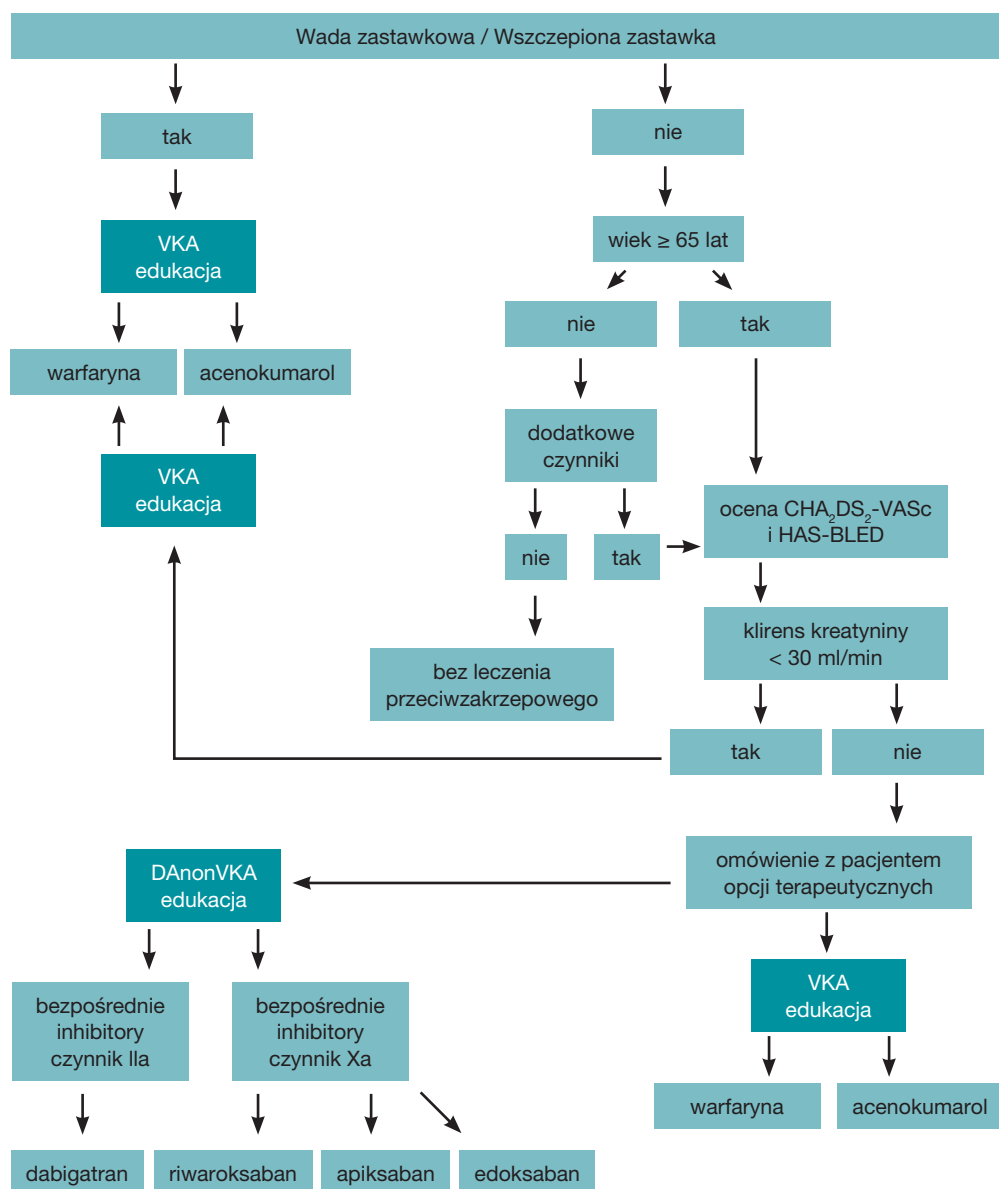 Wada zastawkowa / Wszczepiona zastawka
tak
nie
VKA
edukacja
wiek ≥ 65 lat
nie
tak
warfaryna
acenokumarol
dodatkowe
czynniki
VKA
edukacja
ocena CHA₂DS₂-VASc
i HAS-BLED
nie
tak
klirens kreatyniny
< 30 ml/min
bez leczenia
przeciwzakrzepowego
tak
nie
omówienie z pacjentem
opcji terapeutycznych
DAnonVKA
edukacja
VKA
edukacja
bezpośrednie
inhibitory
czynnik IIa
bezpośrednie
inhibitory
czynnik Xa
warfaryna
acenokumarol
dabigatran
riwaroksaban
apiksaban
edoksaban